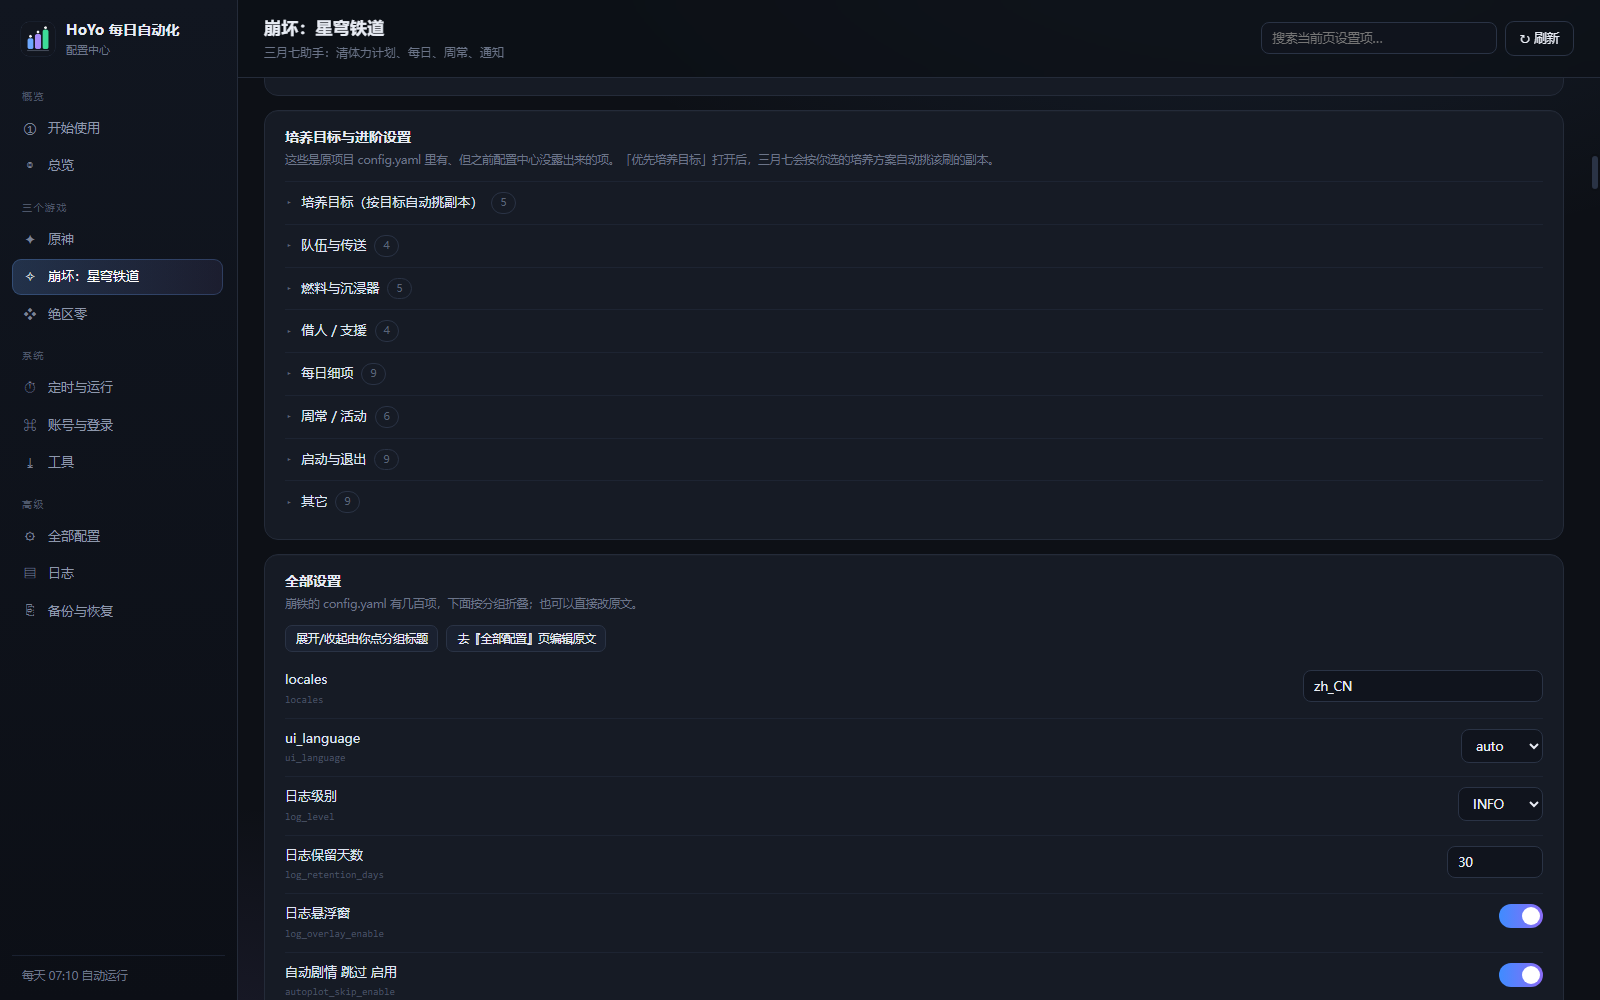 HoYo 每日自动化
配置中心
概览
① 开始使用
总览
三个游戏
原神
崩坏：星穹铁道
绝区零
系统
定时与运行
账号与登录
工具
高级
全部配置
日志
备份与恢复
每天 07:10 自动运行
崩坏：星穹铁道
三月七助手：清体力计划、每日、周常、通知
搜索当前页设置项...
↻ 刷新
培养目标与进阶设置
这些是原项目 config.yaml 里有、但之前配置中心没露出来的项。「优先培养目标」打开后，三月七会按你选的培养方案自动挑该刷的副本。
培养目标（按目标自动挑副本） 5
队伍与传送 4
燃料与沉浸器 5
借人 / 支援 4
每日细项 9
周常 / 活动 6
启动与退出 9
其它 9
全部设置
崩铁的 config.yaml 有几百项，下面按分组折叠；也可以直接改原文。
展开/收起由你点分组标题 去『全部配置』页编辑原文
locales
locales
zh_CN
ui_language
ui_language
auto
日志级别
log_level
INFO
日志保留天数
log_retention_days
30
日志悬浮窗
log_overlay_enable
自动剧情 跳过 启用
autoplot_skip_enable